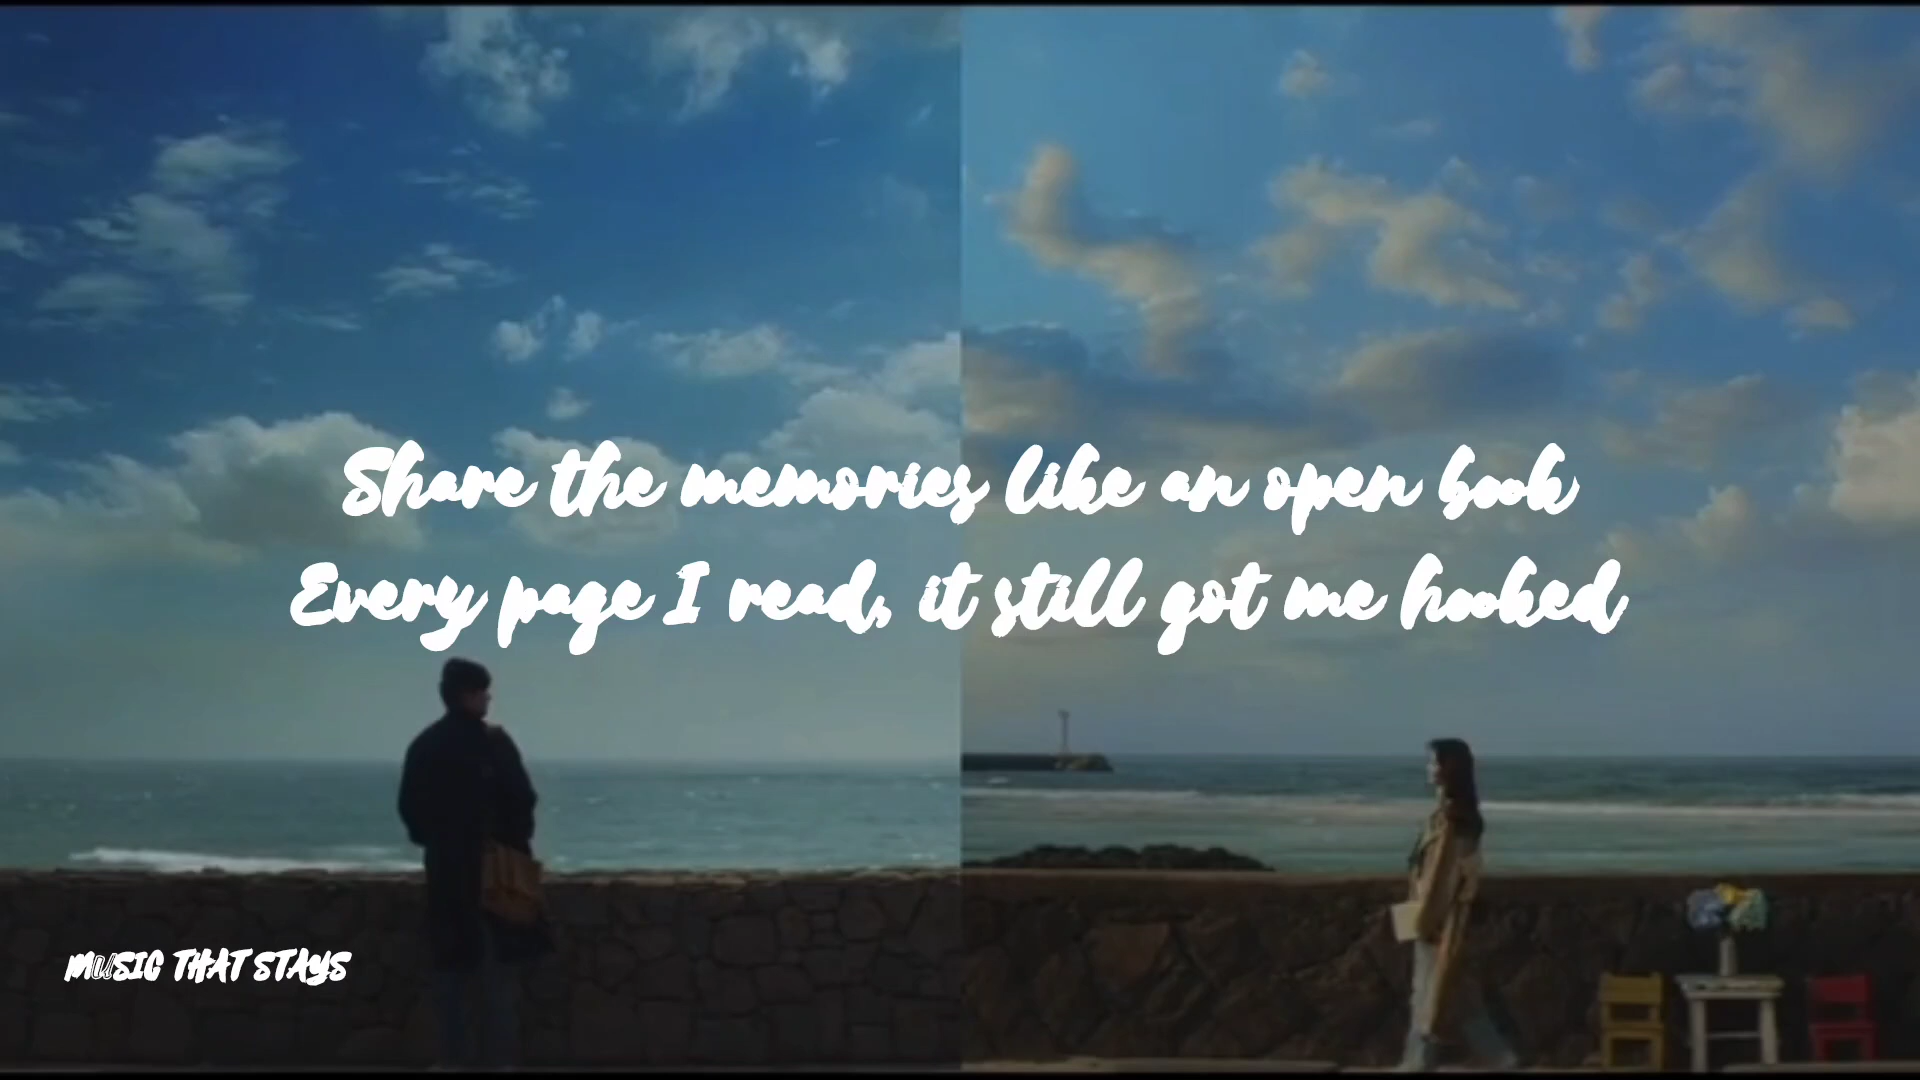 Share the memories like an open book
Every page I read, it still got me hooked
MUSIC THAT STAYS